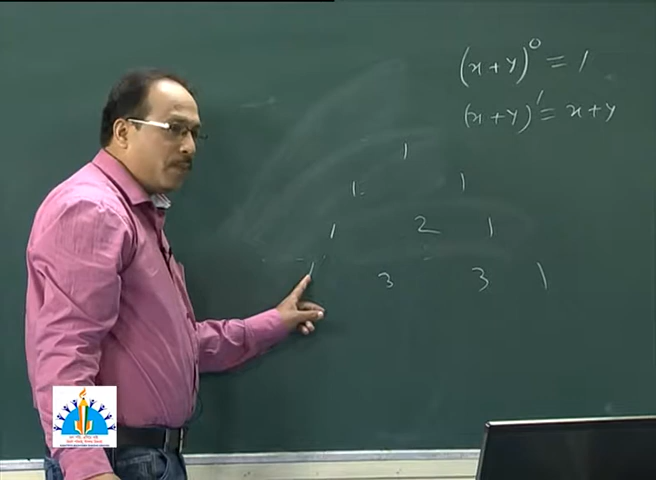 (x+y)⁰ = 1
(x+y)¹ = x+y
1
1 1
1 2 1
1 3 3 1